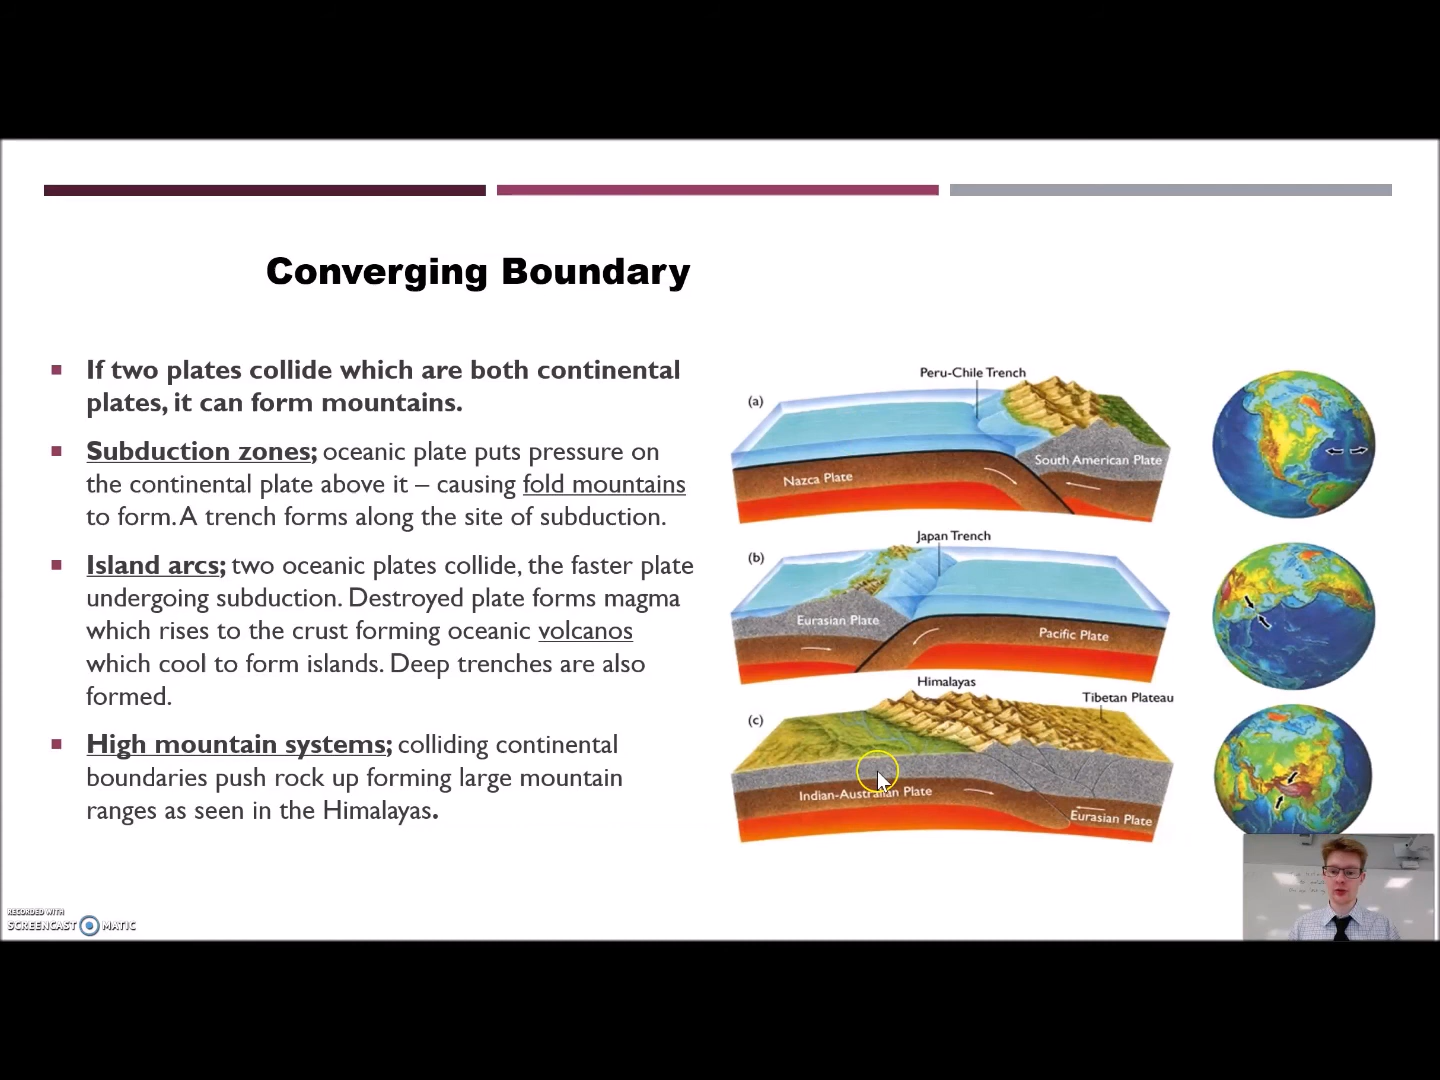 Converging Boundary
If two plates collide which are both continental
plates, it can form mountains.
Subduction zones; oceanic plate puts pressure on
the continental plate above it – causing fold mountains
to form. A trench forms along the site of subduction.
Island arcs; two oceanic plates collide, the faster plate
undergoing subduction. Destroyed plate forms magma
which rises to the crust forming oceanic volcanos
which cool to form islands. Deep trenches are also
formed.
High mountain systems; colliding continental
boundaries push rock up forming large mountain
ranges as seen in the Himalayas.
Peru-Chile Trench
(a)
South American Plate
Nazca Plate
Japan Trench
(b)
Eurasian Plate
Pacific Plate
Himalayas
Tibetan Plateau
(c)
Indian-Australian Plate
Eurasian Plate
RECORDED WITH
SCREENCAST MATIC